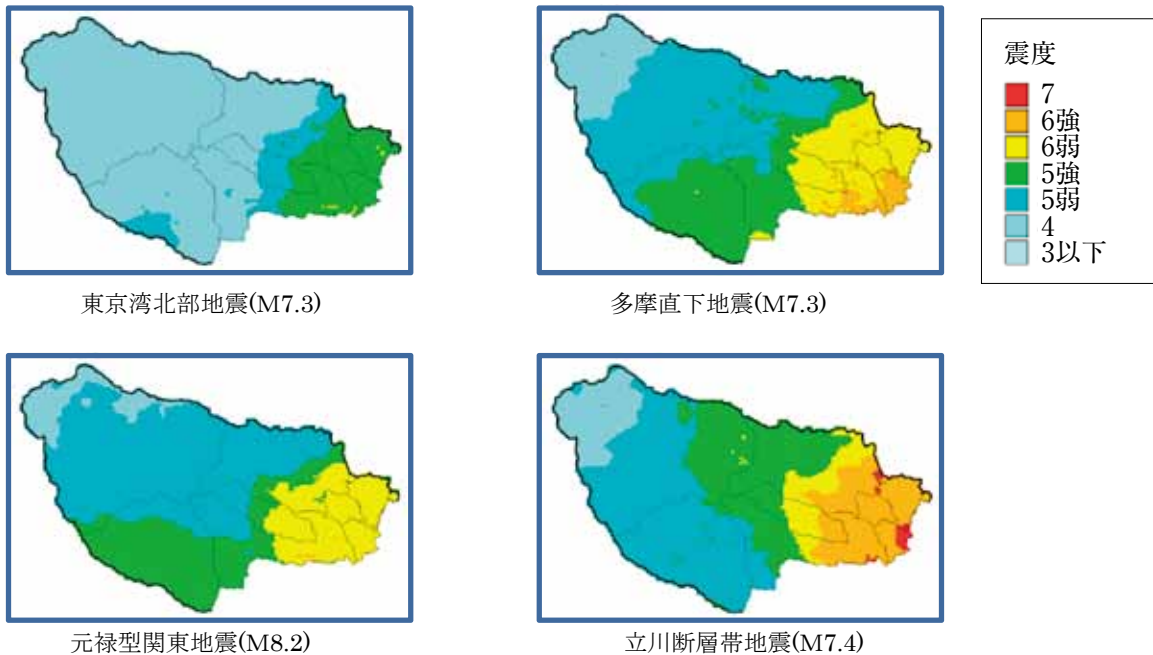 震度
7
6強
6弱
5強
5弱
4
3以下
東京湾北部地震(M7.3)
多摩直下地震(M7.3)
元禄型関東地震(M8.2)
立川断層帯地震(M7.4)